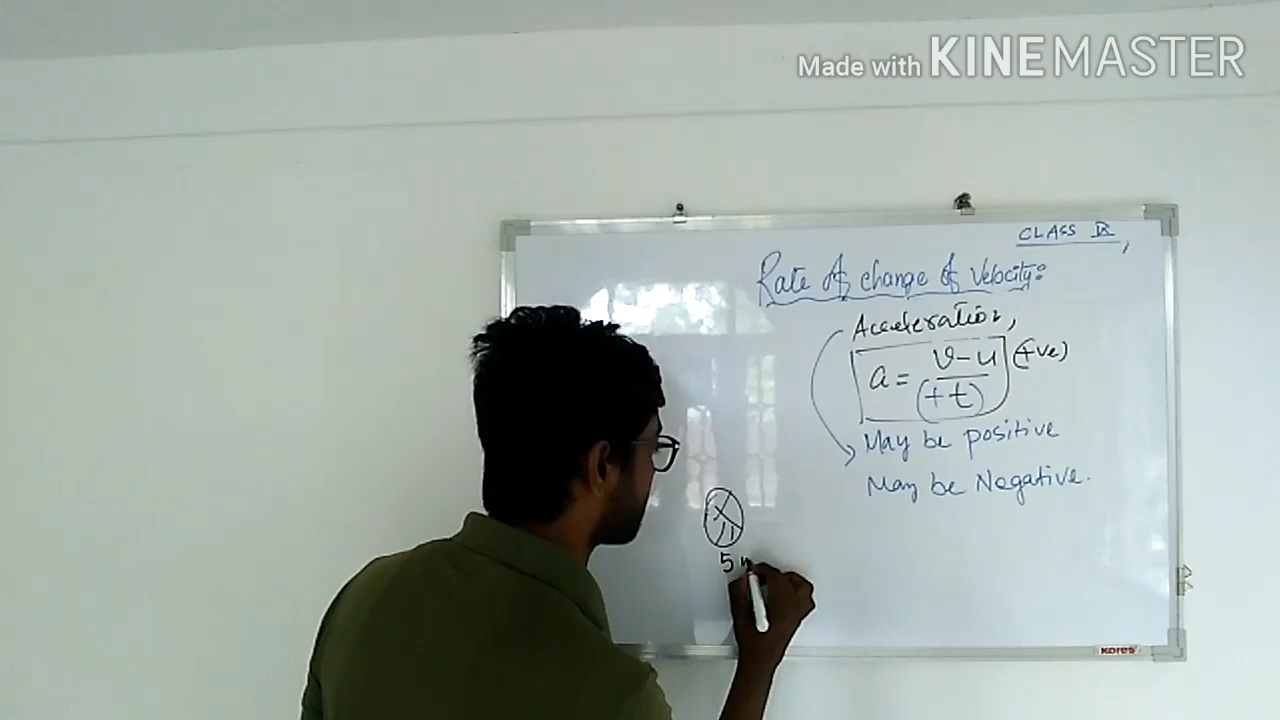 Made with KINEMASTER
CLASS IX,
Rate Of change Of Velocity:
Acceleration,
a = v-u (+ve)
(+ t)
May be positive
May be Negative.
5 m
KORES